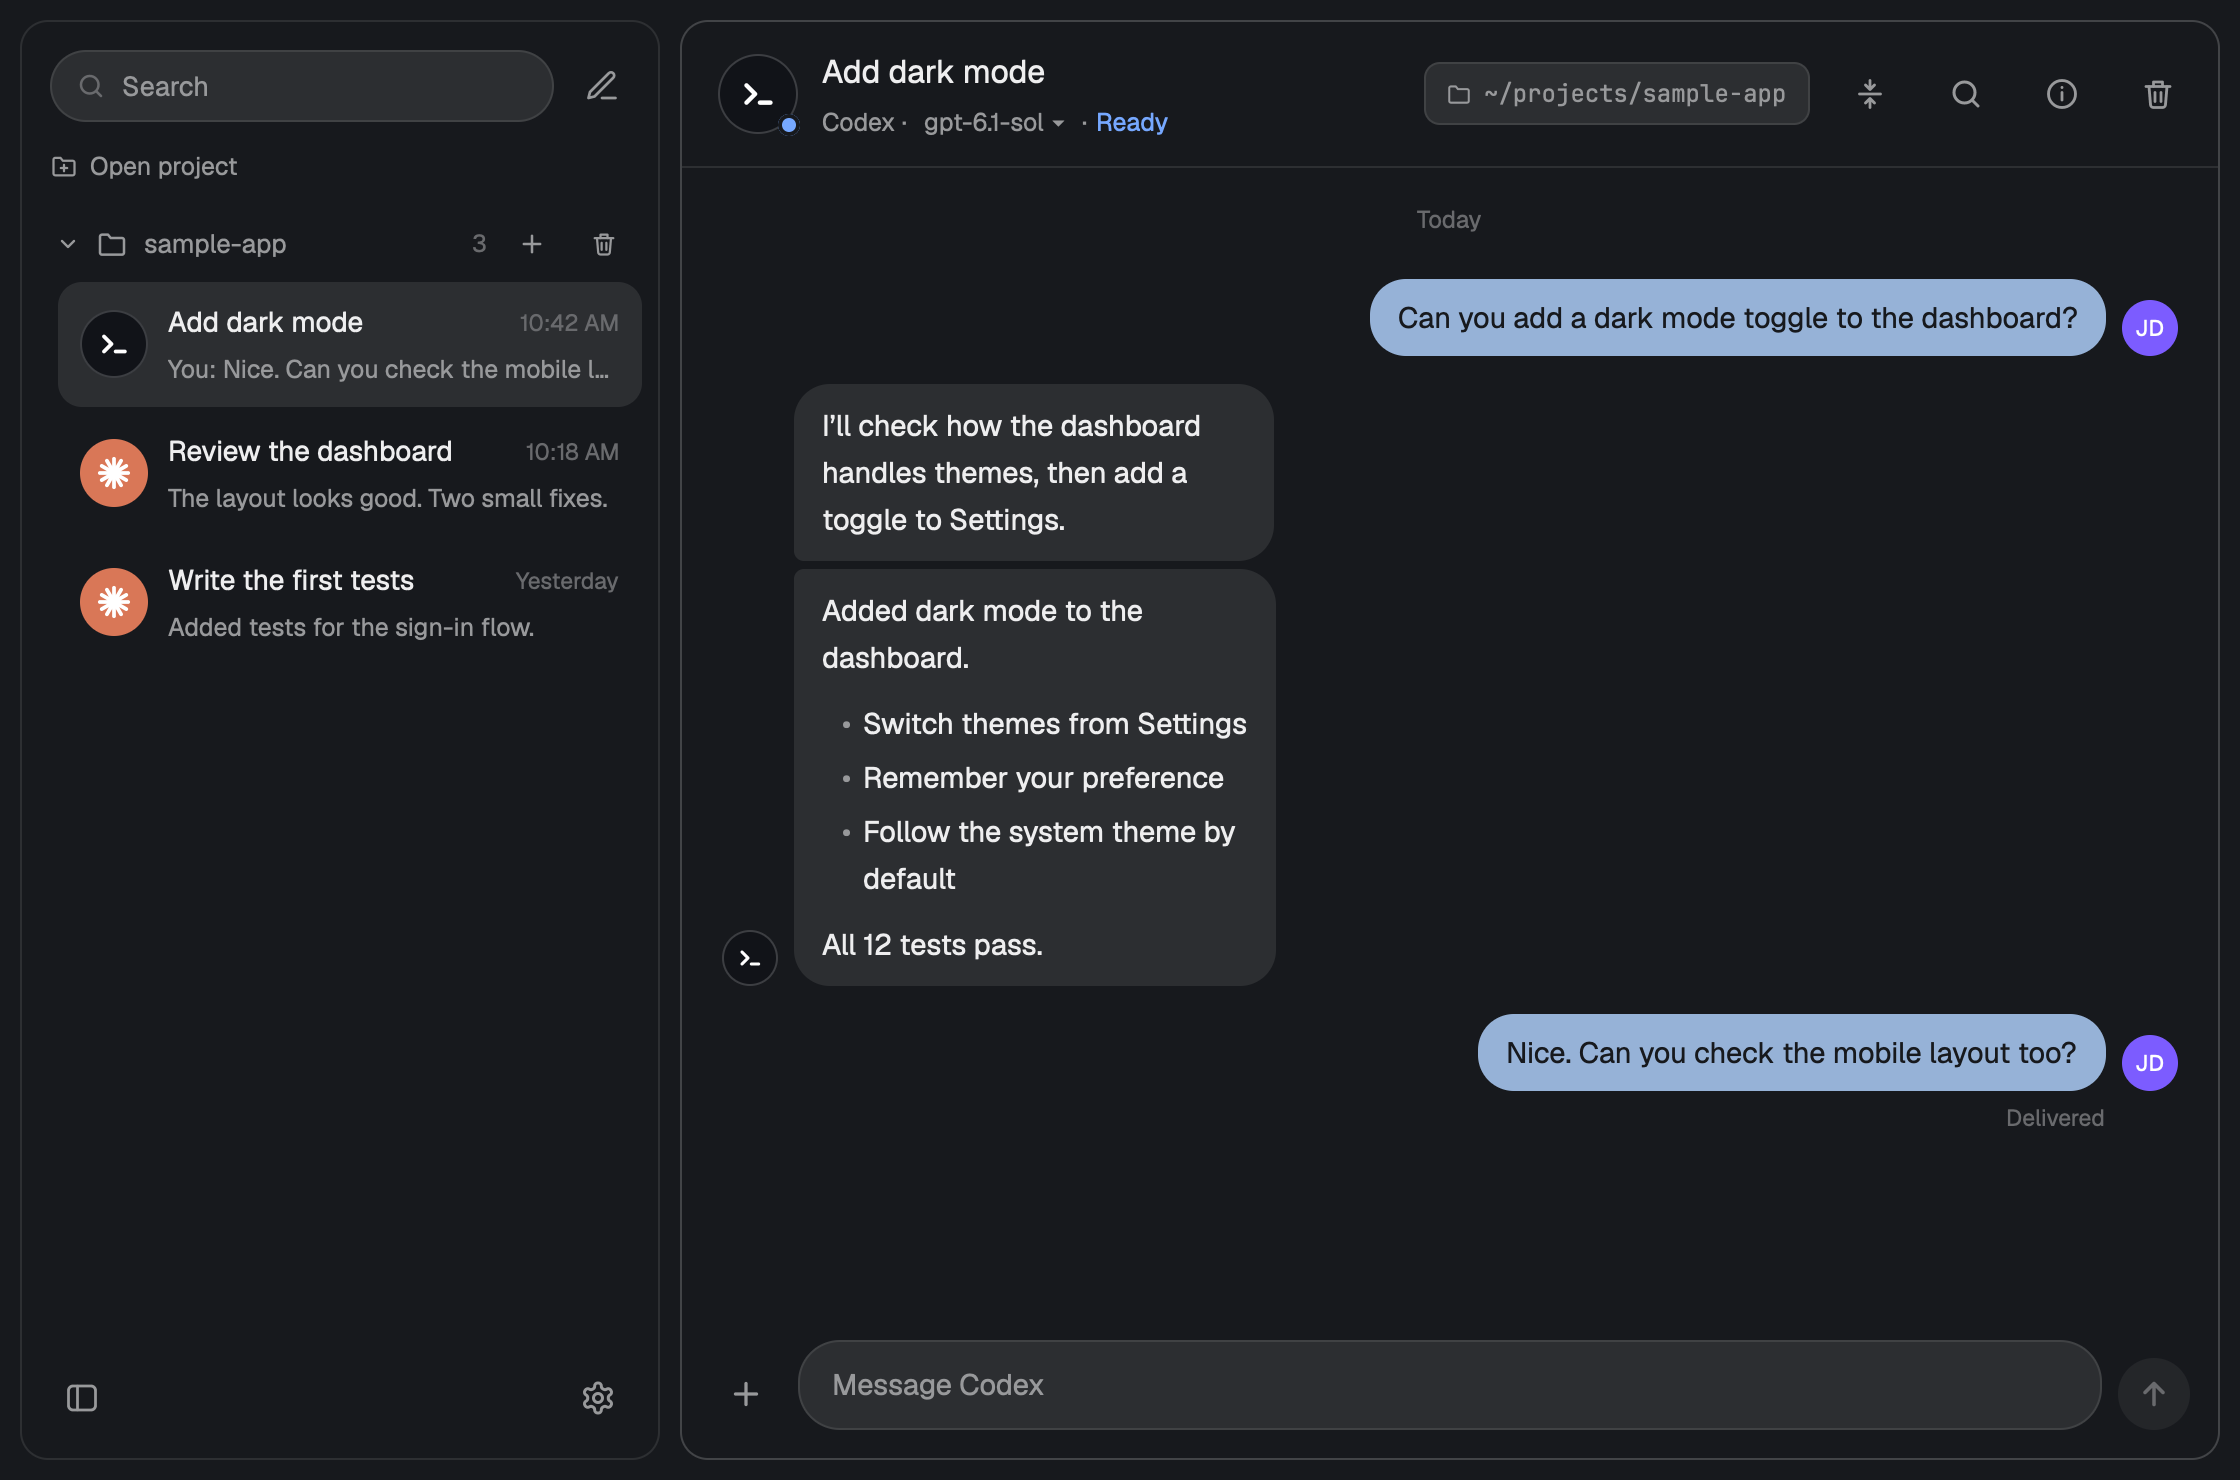 Search
Open project
sample-app 3
Add dark mode 10:42 AM
You: Nice. Can you check the mobile l...
Review the dashboard 10:18 AM
The layout looks good. Two small fixes.
Write the first tests Yesterday
Added tests for the sign-in flow.
Add dark mode
Codex · gpt-6.1-sol · Ready
~/projects/sample-app
Today
Can you add a dark mode toggle to the dashboard?
JD
I’ll check how the dashboard
handles themes, then add a
toggle to Settings.
Added dark mode to the
dashboard.
• Switch themes from Settings
• Remember your preference
• Follow the system theme by
default
All 12 tests pass.
Nice. Can you check the mobile layout too?
JD
Delivered
Message Codex